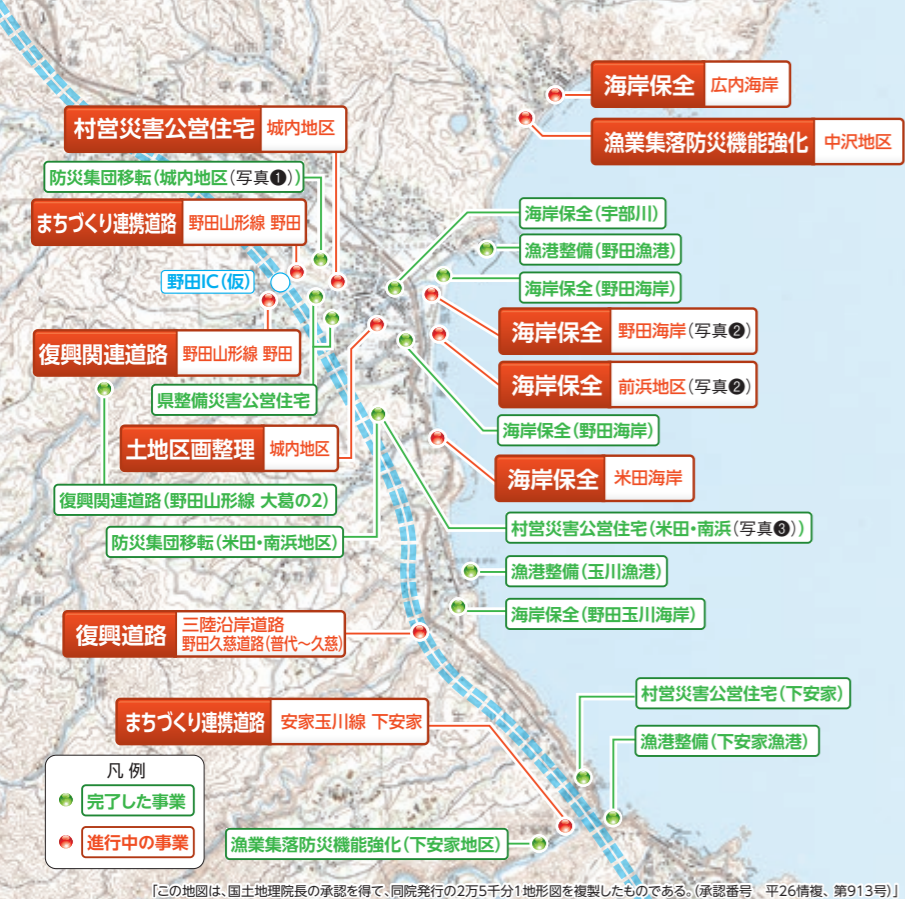 海岸保全 広内海岸
漁業集落防災機能強化 中沢地区
村営災害公営住宅 城内地区
防災集団移転(城内地区(写真❶))
まちづくり連携道路 野田山形線 野田
野田IC(仮)
復興関連道路 野田山形線 野田
県整備災害公営住宅
土地区画整理 城内地区
復興関連道路(野田山形線 大葛の2)
防災集団移転(米田・南浜地区)
海岸保全(宇部川)
漁港整備(野田漁港)
海岸保全(野田海岸)
海岸保全 野田海岸(写真❷)
海岸保全 前浜地区(写真❷)
海岸保全(野田海岸)
海岸保全 米田海岸
村営災害公営住宅(米田・南浜(写真❸))
漁港整備(玉川漁港)
海岸保全(野田玉川海岸)
復興道路 三陸沿岸道路
野田久慈道路(普代〜久慈)
まちづくり連携道路 安家玉川線 下安家
村営災害公営住宅(下安家)
漁港整備(下安家漁港)
漁業集落防災機能強化(下安家地区)
凡例
完了した事業
進行中の事業
「この地図は、国土地理院長の承認を得て、同院発行の2万5千分1地形図を複製したものである。(承認番号 平26情複、第913号)」